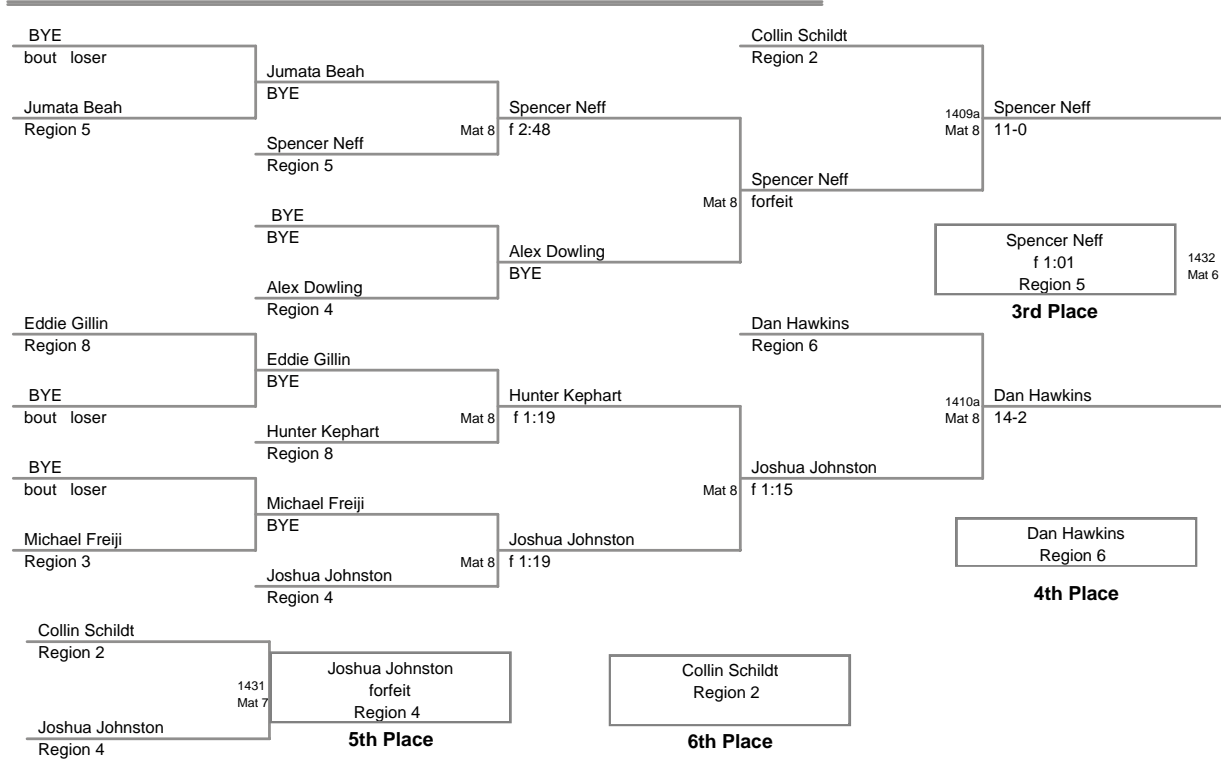 BYE
bout loser
Jumata Beah
Region 5
Jumata Beah
BYE
Spencer Neff
Region 5
Mat 8
Spencer Neff
f 2:48
BYE
BYE
Alex Dowling
Region 4
Alex Dowling
BYE
Mat 8
Spencer Neff
forfeit
Collin Schildt
Region 2
1409a
Mat 8
Spencer Neff
11-0
Spencer Neff
f 1:01
Region 5
1432
Mat 6
3rd Place
Eddie Gillin
Region 8
BYE
bout loser
Eddie Gillin
BYE
Hunter Kephart
Region 8
Mat 8
Hunter Kephart
f 1:19
BYE
bout loser
Michael Freiji
Region 3
Michael Freiji
BYE
Joshua Johnston
Region 4
Mat 8
Joshua Johnston
f 1:19
Mat 8
Joshua Johnston
f 1:15
Dan Hawkins
Region 6
1410a
Mat 8
Dan Hawkins
14-2
Dan Hawkins
Region 6
4th Place
Collin Schildt
Region 2
Joshua Johnston
Region 4
1431
Mat 7
Joshua Johnston
forfeit
Region 4
5th Place
Collin Schildt
Region 2
6th Place